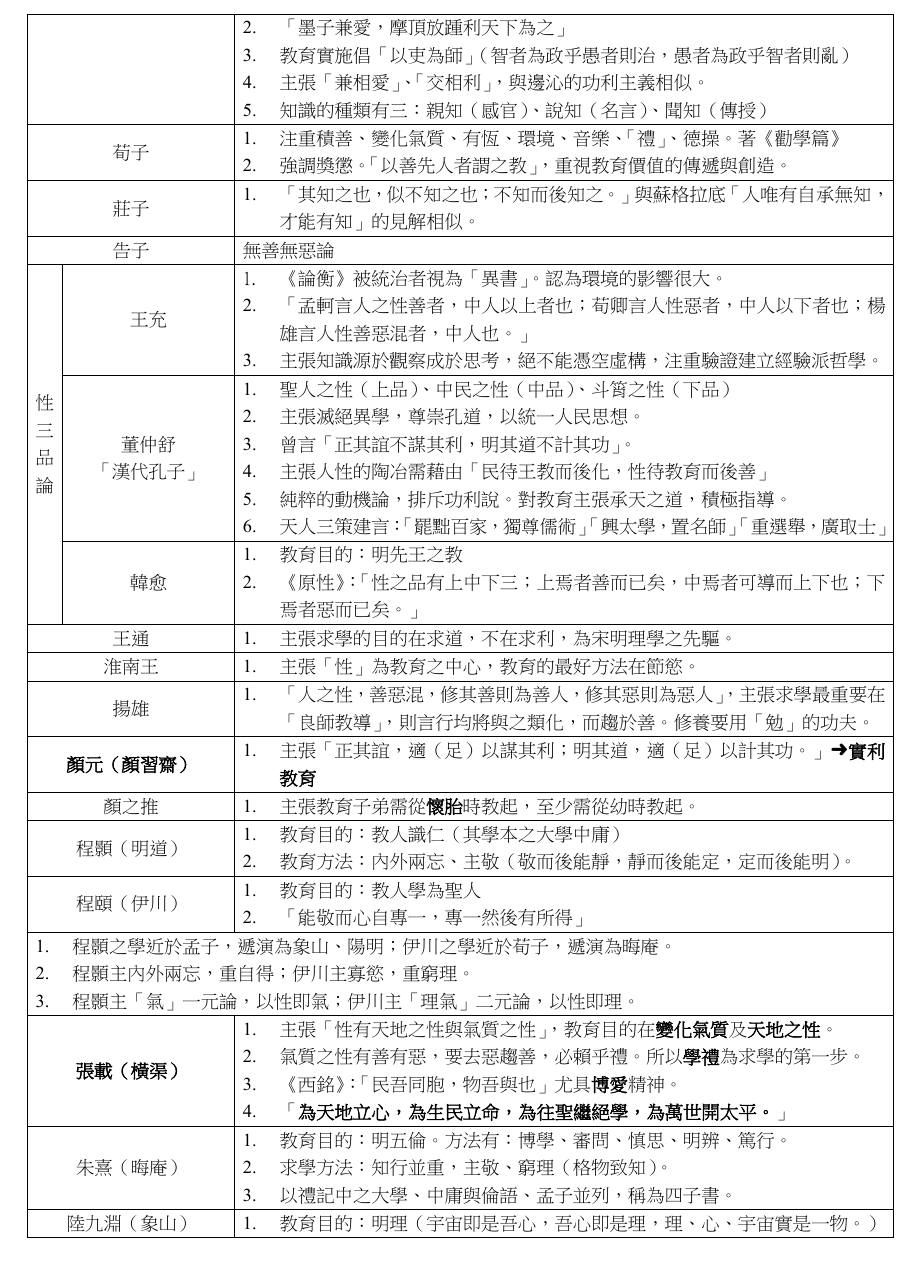 2. 「墨子兼愛，摩頂放踵利天下為之」
3. 教育實施倡「以吏為師」（智者為政乎愚者則治，愚者為政乎智者則亂）
4. 主張「兼相愛」、「交相利」，與邊沁的功利主義相似。
5. 知識的種類有三：親知（感官）、說知（名言）、聞知（傳授）
荀子
1. 注重積善、變化氣質、有恆、環境、音樂、「禮」、德操。著《勸學篇》
2. 強調獎懲。「以善先人者謂之教」，重視教育價值的傳遞與創造。
莊子
1. 「其知之也，似不知之也；不知而後知之。」與蘇格拉底「人唯有自承無知，
才能有知」的見解相似。
告子
無善無惡論
性三品論
王充
1. 《論衡》被統治者視為「異書」。認為環境的影響很大。
2. 「孟軻言人之性善者，中人以上者也；荀卿言人性惡者，中人以下者也；楊
雄言人性善惡混者，中人也。」
3. 主張知識源於觀察成於思考，絕不能憑空虛構，注重驗證建立經驗派哲學。
董仲舒
「漢代孔子」
1. 聖人之性（上品）、中民之性（中品）、斗筲之性（下品）
2. 主張滅絕異學，尊崇孔道，以統一人民思想。
3. 曾言「正其誼不謀其利，明其道不計其功」。
4. 主張人性的陶冶需藉由「民待王教而後化，性待教育而後善」
5. 純粹的動機論，排斥功利說。對教育主張承天之道，積極指導。
6. 天人三策建言：「罷黜百家，獨尊儒術」「興太學，置名師」「重選舉，廣取士」
韓愈
1. 教育目的：明先王之教
2. 《原性》：「性之品有上中下三；上焉者善而已矣，中焉者可導而上下也；下
焉者惡而已矣。」
王通
1. 主張求學的目的在求道，不在求利，為宋明理學之先驅。
淮南王
1. 主張「性」為教育之中心，教育的最好方法在節慾。
揚雄
1. 「人之性，善惡混，修其善則為善人，修其惡則為惡人」，主張求學最重要在
「良師教導」，則言行均將與之類化，而趨於善。修養要用「勉」的功夫。
顏元（顏習齋）
1. 主張「正其誼，適（足）以謀其利；明其道，適（足）以計其功。」➜實利
教育
顏之推
1. 主張教育子弟需從懷胎時教起，至少需從幼時教起。
程顥（明道）
1. 教育目的：教人識仁（其學本之大學中庸）
2. 教育方法：內外兩忘、主敬（敬而後能靜，靜而後能定，定而後能明）。
程頤（伊川）
1. 教育目的：教人學為聖人
2. 「能敬而心自專一，專一然後有所得」
1. 程顥之學近於孟子，遞演為象山、陽明；伊川之學近於荀子，遞演為晦庵。
2. 程顥主內外兩忘，重自得；伊川主寡慾，重窮理。
3. 程顥主「氣」一元論，以性即氣；伊川主「理氣」二元論，以性即理。
張載（橫渠）
1. 主張「性有天地之性與氣質之性」，教育目的在變化氣質及天地之性。
2. 氣質之性有善有惡，要去惡趨善，必賴乎禮。所以學禮為求學的第一步。
3. 《西銘》：「民吾同胞，物吾與也」尤具博愛精神。
4. 「為天地立心，為生民立命，為往聖繼絕學，為萬世開太平。」
朱熹（晦庵）
1. 教育目的：明五倫。方法有：博學、審問、慎思、明辨、篤行。
2. 求學方法：知行並重，主敬、窮理（格物致知）。
3. 以禮記中之大學、中庸與倫語、孟子並列，稱為四子書。
陸九淵（象山）
1. 教育目的：明理（宇宙即是吾心，吾心即是理，理、心、宇宙實是一物。）